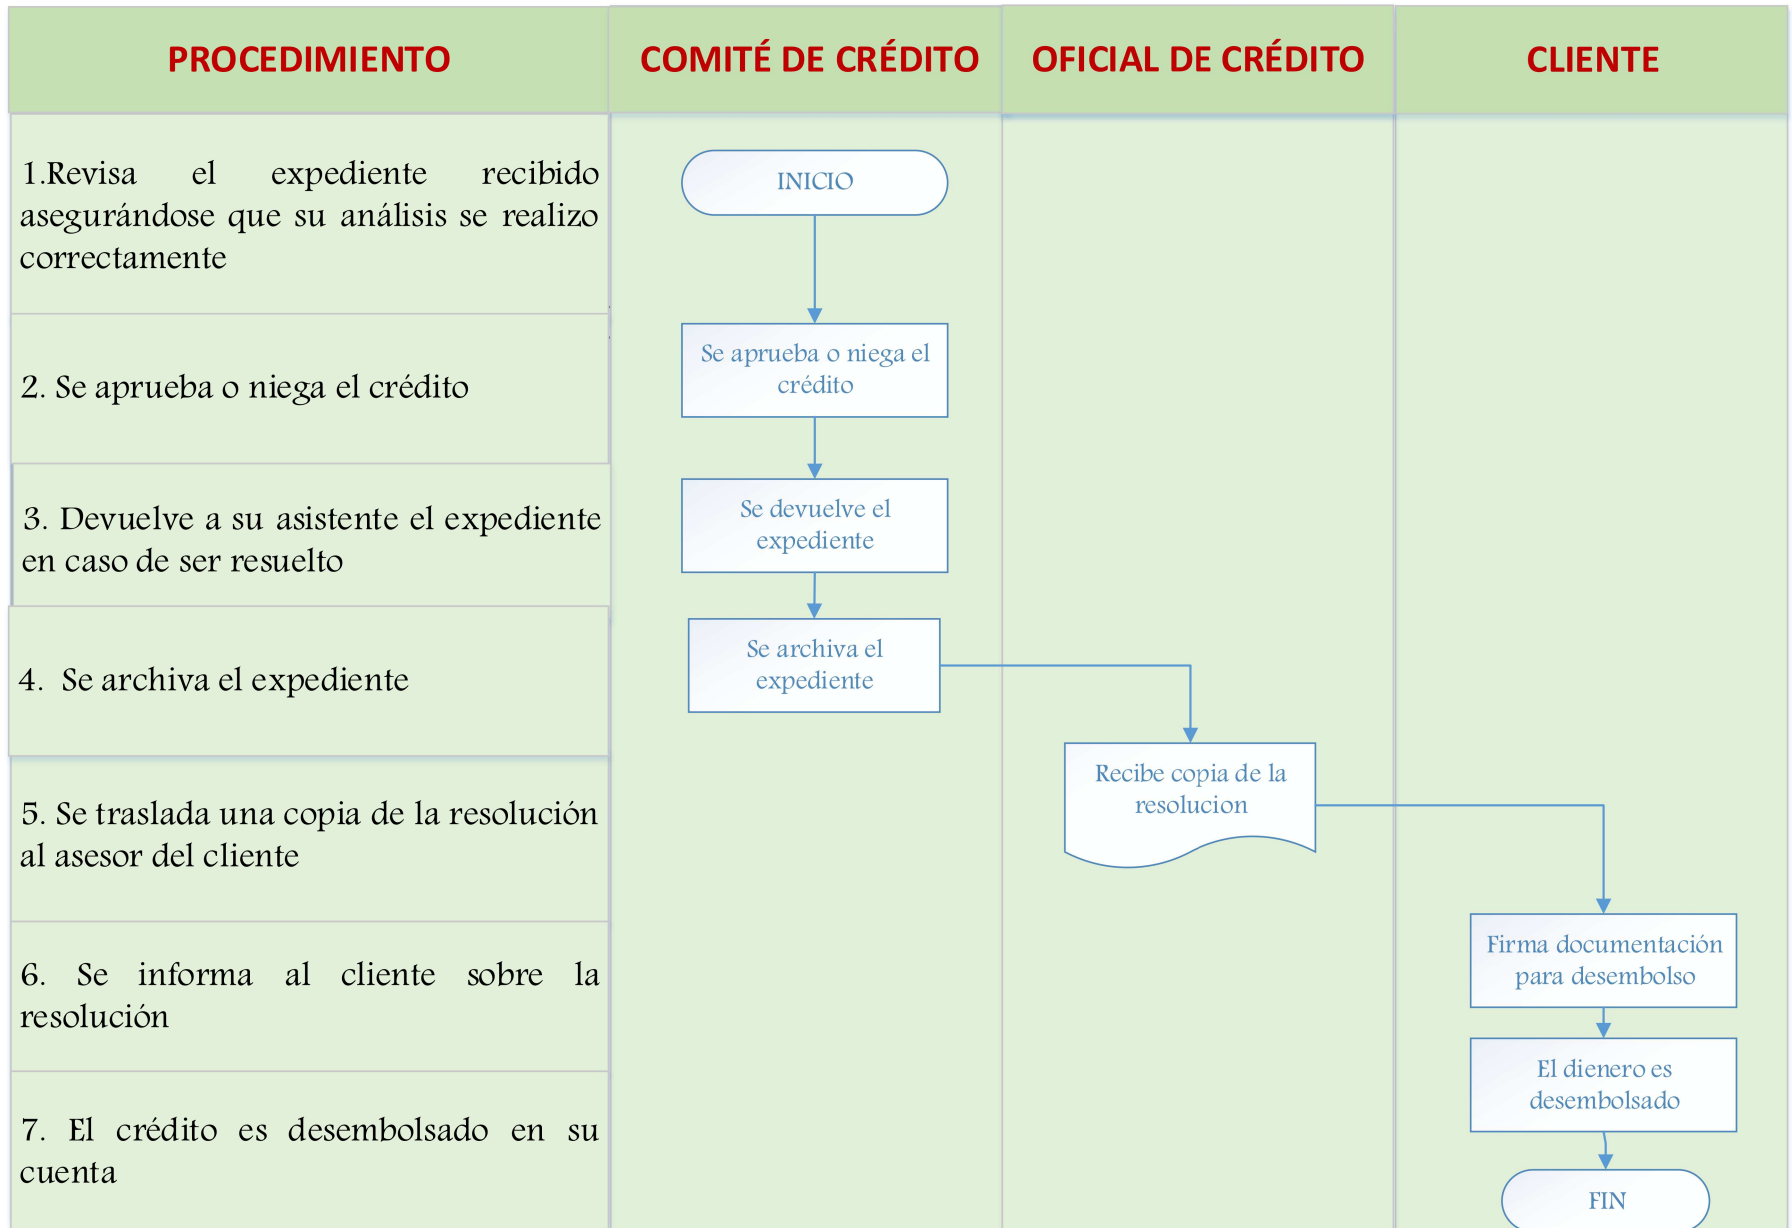 PROCEDIMIENTO
COMITÉ DE CRÉDITO
OFICIAL DE CRÉDITO
CLIENTE
1.Revisa el expediente recibido
asegurándose que su análisis se realizo
correctamente
INICIO
2. Se aprueba o niega el crédito
Se aprueba o niega el
crédito
3. Devuelve a su asistente el expediente
en caso de ser resuelto
Se devuelve el
expediente
4. Se archiva el expediente
Se archiva el
expediente
5. Se traslada una copia de la resolución
al asesor del cliente
Recibe copia de la
resolucion
6. Se informa al cliente sobre la
resolución
Firma documentación
para desembolso
7. El crédito es desembolsado en su
cuenta
El dienero es
desembolsado
FIN